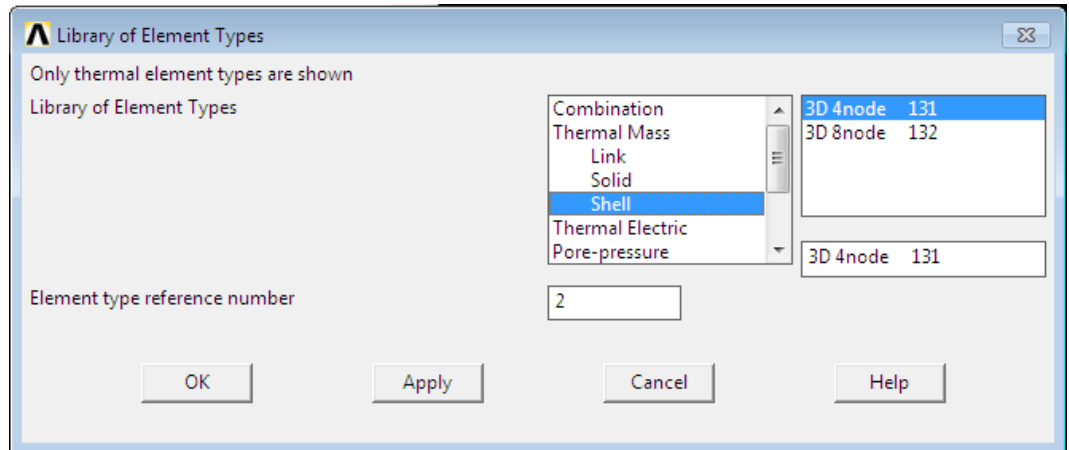 Library of Element Types
Only thermal element types are shown
Library of Element Types
Combination
Thermal Mass
Link
Solid
Shell
Thermal Electric
Pore-pressure
3D 4node 131
3D 8node 132
3D 4node 131
Element type reference number
2
OK
Apply
Cancel
Help